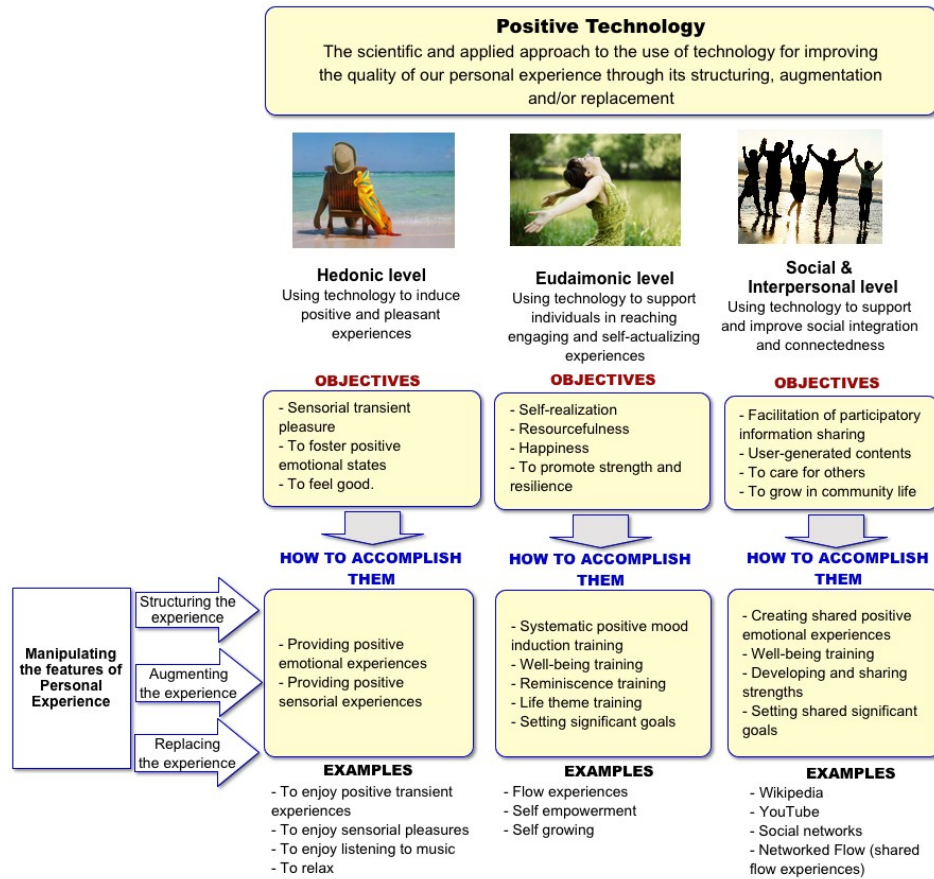 Positive Technology
The scientific and applied approach to the use of technology for improving
the quality of our personal experience through its structuring, augmentation
and/or replacement
Hedonic level
Using technology to induce
positive and pleasant
experiences
Eudaimonic level
Using technology to support
individuals in reaching
engaging and self-actualizing
experiences
Social &
Interpersonal level
Using technology to support
and improve social integration
and connectedness
OBJECTIVES
- Sensorial transient
pleasure
- To foster positive
emotional states
- To feel good.
OBJECTIVES
- Self-realization
- Resourcefulness
- Happiness
- To promote strength and
resilience
OBJECTIVES
- Facilitation of participatory
information sharing
- User-generated contents
- To care for others
- To grow in community life
HOW TO ACCOMPLISH
THEM
HOW TO ACCOMPLISH
THEM
HOW TO ACCOMPLISH
THEM
Manipulating
the features of
Personal
Experience
Structuring the
experience
Augmenting
the experience
Replacing
the experience
- Providing positive
emotional experiences
- Providing positive
sensorial experiences
- Systematic positive mood
induction training
- Well-being training
- Reminiscence training
- Life theme training
- Setting significant goals
- Creating shared positive
emotional experiences
- Well-being training
- Developing and sharing
strengths
- Setting shared significant
goals
EXAMPLES
- To enjoy positive transient
experiences
- To enjoy sensorial pleasures
- To enjoy listening to music
- To relax
EXAMPLES
- Flow experiences
- Self empowerment
- Self growing
EXAMPLES
- Wikipedia
- YouTube
- Social networks
- Networked Flow (shared
flow experiences)